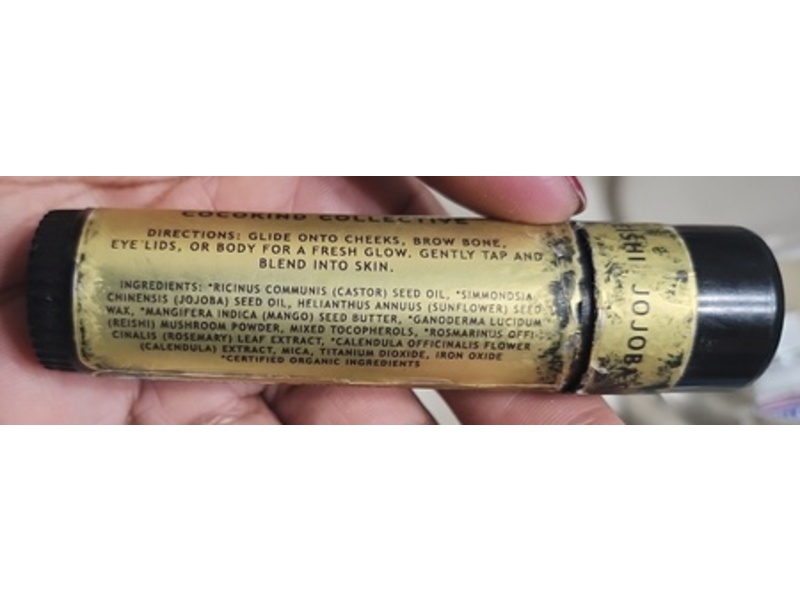 COCOKIND COLLECTIVE
DIRECTIONS: GLIDE ONTO CHEEKS, BROW BONE,
EYE LIDS, OR BODY FOR A FRESH GLOW. GENTLY TAP AND
BLEND INTO SKIN.
INGREDIENTS: *RICINUS COMMUNIS (CASTOR) SEED OIL, *SIMMONDSIA
CHINENSIS (JOJOBA) SEED OIL, HELIANTHUS ANNUUS (SUNFLOWER) SEED
WAX, *MANGIFERA INDICA (MANGO) SEED BUTTER, *GANODERMA LUCIDUM
(REISHI) MUSHROOM POWDER, MIXED TOCOPHEROLS, *ROSMARINUS OFFI-
CINALIS (ROSEMARY) LEAF EXTRACT, *CALENDULA OFFICINALIS FLOWER
(CALENDULA) EXTRACT, MICA, TITANIUM DIOXIDE, IRON OXIDE
*CERTIFIED ORGANIC INGREDIENTS
ISHI JOJOB